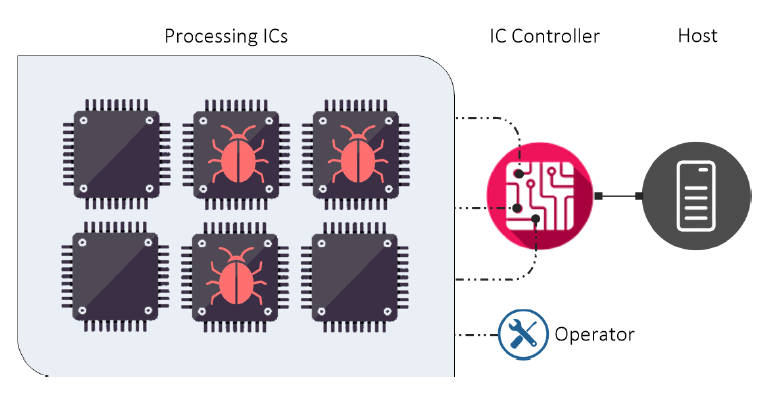 Processing ICs
IC Controller
Host
Operator